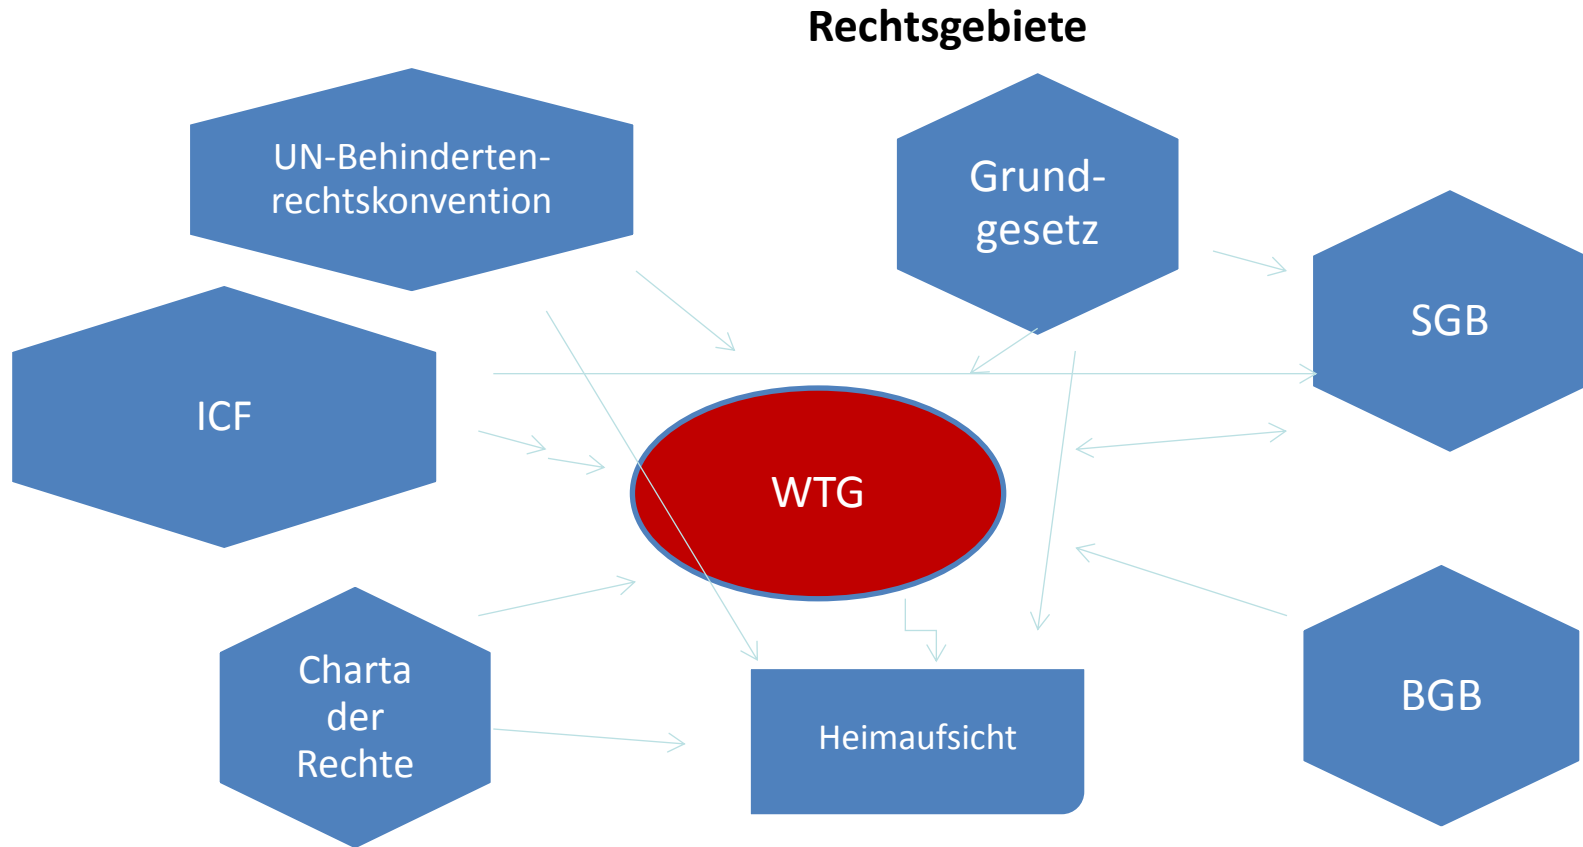 Rechtsgebiete
UN-Behinderten-
rechtskonvention
Grund-
gesetz
SGB
ICF
WTG
Charta
der
Rechte
Heimaufsicht
BGB